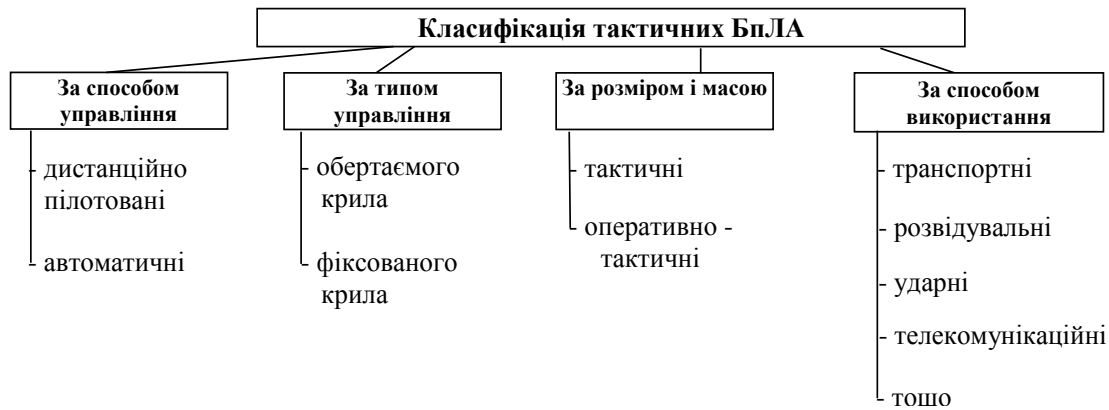 Класифікація тактичних БпЛА
За способом
управління
- дистанційно
пілотовані
- автоматичні
За типом
управління
- обертаємого
крила
- фіксованого
крила
За розміром і масою
- тактичні
- оперативно -
тактичні
За способом
використання
- транспортні
- розвідувальні
- ударні
- телекомунікаційні
- тощо